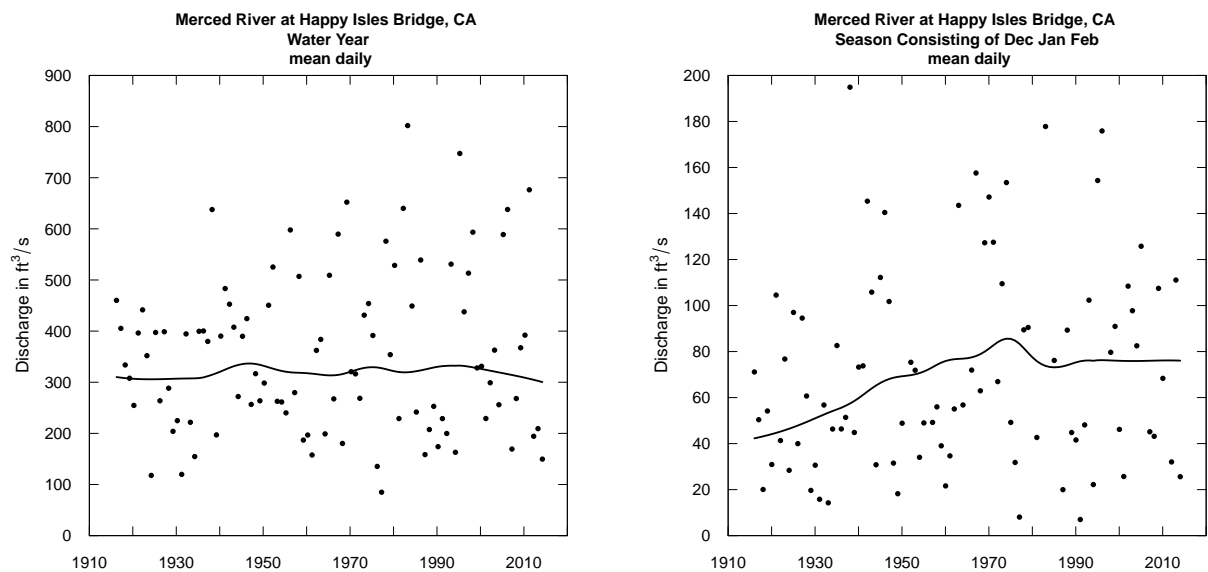 Merced River at Happy Isles Bridge, CA
Water Year
mean daily
Discharge in ft³/s
900
800
700
600
500
400
300
200
100
0
1910 1930 1950 1970 1990 2010
Merced River at Happy Isles Bridge, CA
Season Consisting of Dec Jan Feb
mean daily
Discharge in ft³/s
200
180
160
140
120
100
80
60
40
20
0
1910 1930 1950 1970 1990 2010